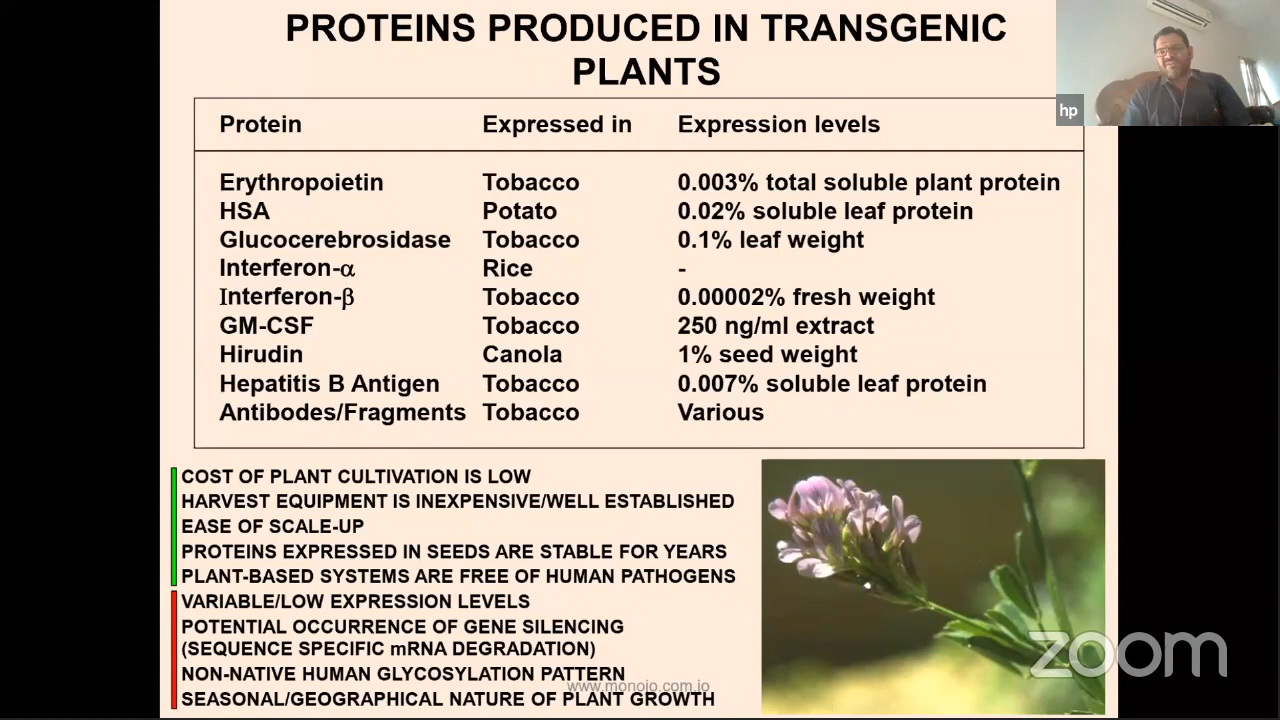 PROTEINS PRODUCED IN TRANSGENIC
PLANTS
hp
Protein Expressed in Expression levels
Erythropoietin Tobacco 0.003% total soluble plant protein
HSA Potato 0.02% soluble leaf protein
Glucocerebrosidase Tobacco 0.1% leaf weight
Interferon-α Rice -
Interferon-β Tobacco 0.00002% fresh weight
GM-CSF Tobacco 250 ng/ml extract
Hirudin Canola 1% seed weight
Hepatitis B Antigen Tobacco 0.007% soluble leaf protein
Antibodes/Fragments Tobacco Various
COST OF PLANT CULTIVATION IS LOW
HARVEST EQUIPMENT IS INEXPENSIVE/WELL ESTABLISHED
EASE OF SCALE-UP
PROTEINS EXPRESSED IN SEEDS ARE STABLE FOR YEARS
PLANT-BASED SYSTEMS ARE FREE OF HUMAN PATHOGENS
VARIABLE/LOW EXPRESSION LEVELS
POTENTIAL OCCURRENCE OF GENE SILENCING
(SEQUENCE SPECIFIC mRNA DEGRADATION)
NON-NATIVE HUMAN GLYCOSYLATION PATTERN
www.monojo.com.jo
SEASONAL/GEOGRAPHICAL NATURE OF PLANT GROWTH
zoom